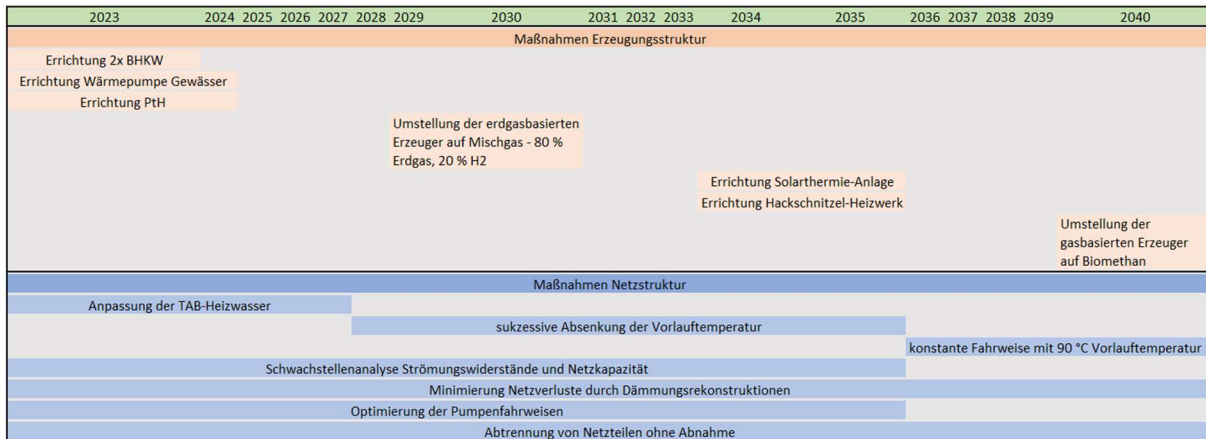 2023 2024 2025 2026 2027 2028 2029 2030 2031 2032 2033 2034 2035 2036 2037 2038 2039 2040
Maßnahmen Erzeugungsstruktur
Errichtung 2x BHKW
Errichtung Wärmepumpe Gewässer
Errichtung PtH
Umstellung der erdgasbasierten
Erzeuger auf Mischgas - 80 %
Erdgas, 20 % H2
Errichtung Solarthermie-Anlage
Errichtung Hackschnitzel-Heizwerk
Umstellung der
gasbasierten Erzeuger
auf Biomethan
Maßnahmen Netzstruktur
Anpassung der TAB-Heizwasser
sukzessive Absenkung der Vorlauftemperatur
konstante Fahrweise mit 90 °C Vorlauftemperatur
Schwachstellenanalyse Strömungswiderstände und Netzkapazität
Minimierung Netzverluste durch Dämmungsrekonstruktionen
Optimierung der Pumpenfahrweisen
Abtrennung von Netzteilen ohne Abnahme